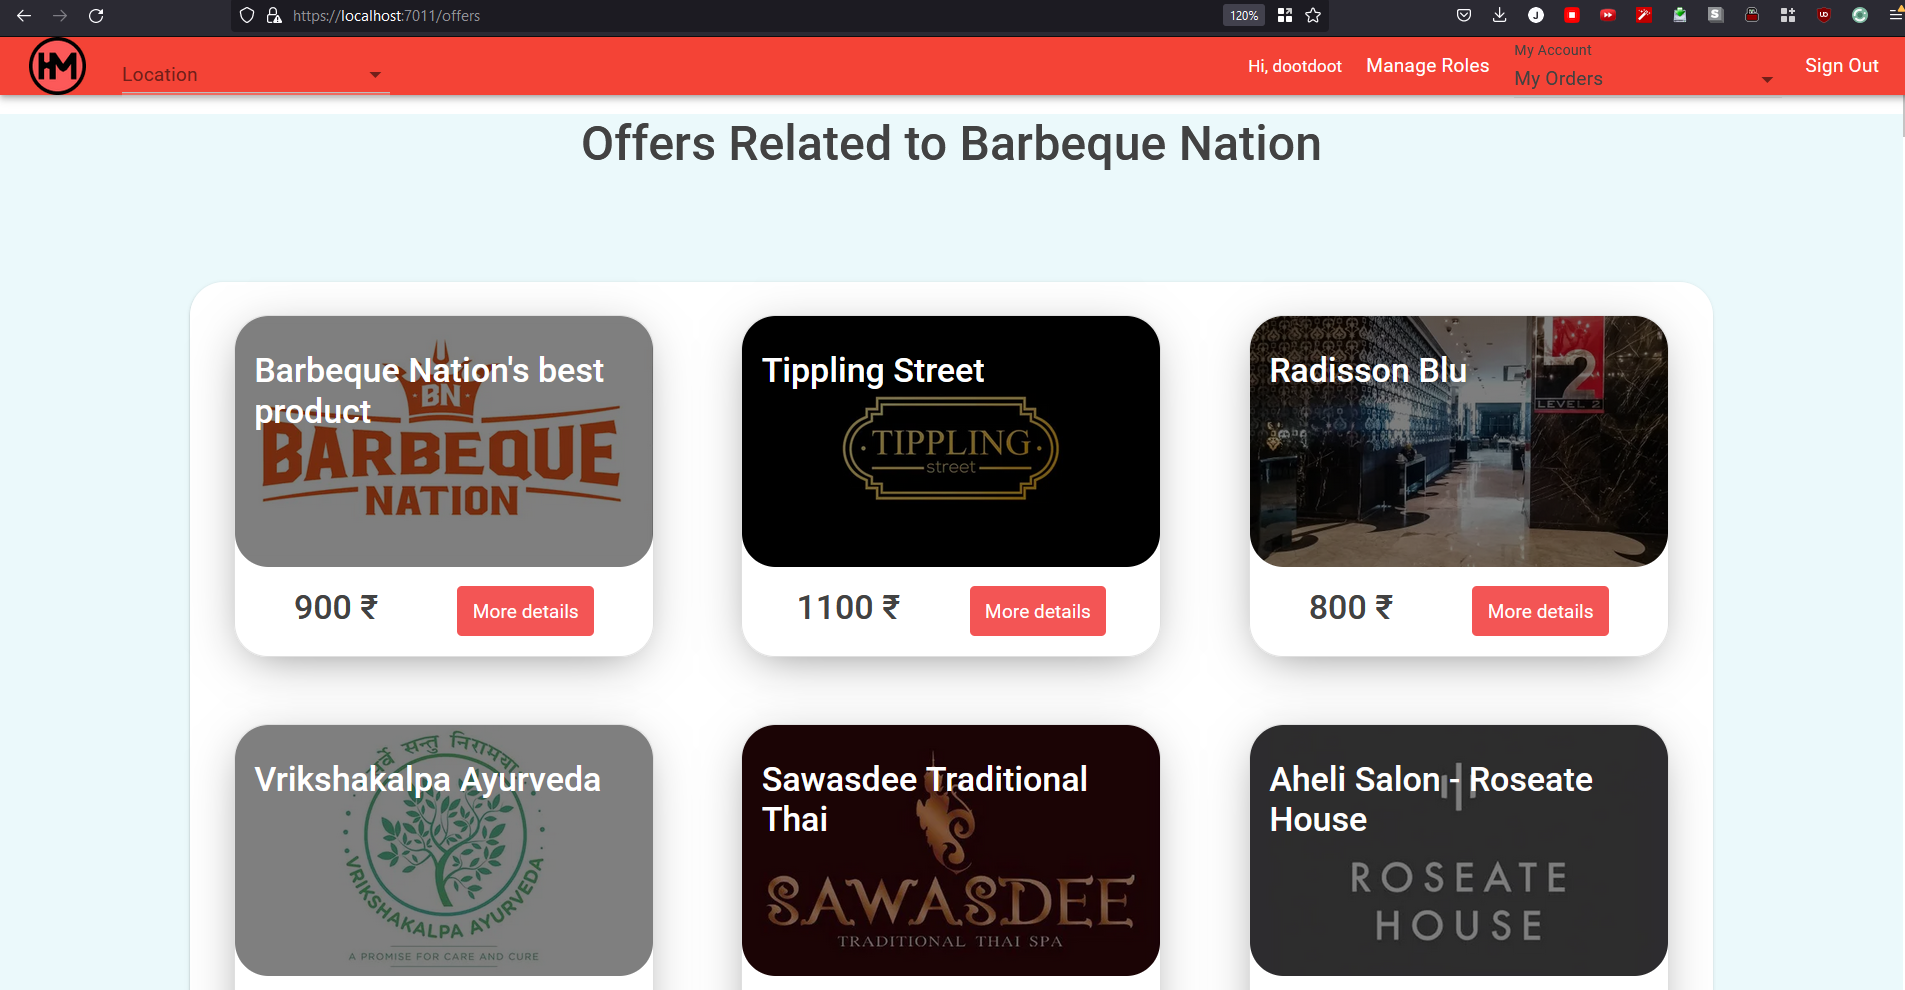 https://localhost:7011/offers
120%
HM
Location
Hi, dootdoot
Manage Roles
My Account
My Orders
Sign Out
Offers Related to Barbeque Nation
Barbeque Nation's best
product
BN
BARBEQUE
NATION
900 ₹
More details
Tippling Street
TIPPLING
street
1100 ₹
More details
Radisson Blu
2
LEVEL 2
800 ₹
More details
Vrikshakalpa Ayurveda
सन्तु
VRIKSHAKALPA AYURVEDA
A PROMISE FOR CARE AND CURE
Sawasdee Traditional
Thai
SAWASDEE
TRADITIONAL THAI SPA
Aheli Salon - Roseate
House
ROSEATE
HOUSE